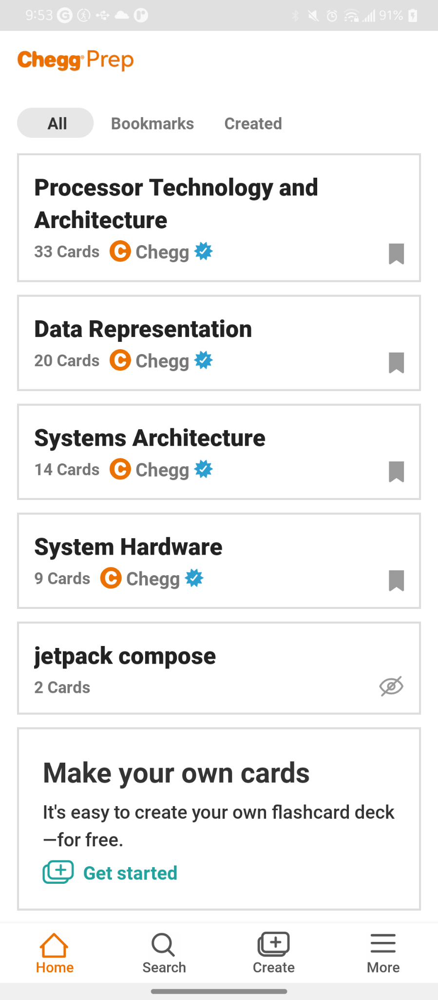 9:53
91%
Chegg® Prep
All Bookmarks Created
Processor Technology and
Architecture
33 Cards Chegg
Data Representation
20 Cards Chegg
Systems Architecture
14 Cards Chegg
System Hardware
9 Cards Chegg
jetpack compose
2 Cards
Make your own cards
It's easy to create your own flashcard deck
—for free.
Get started
Home Search Create More